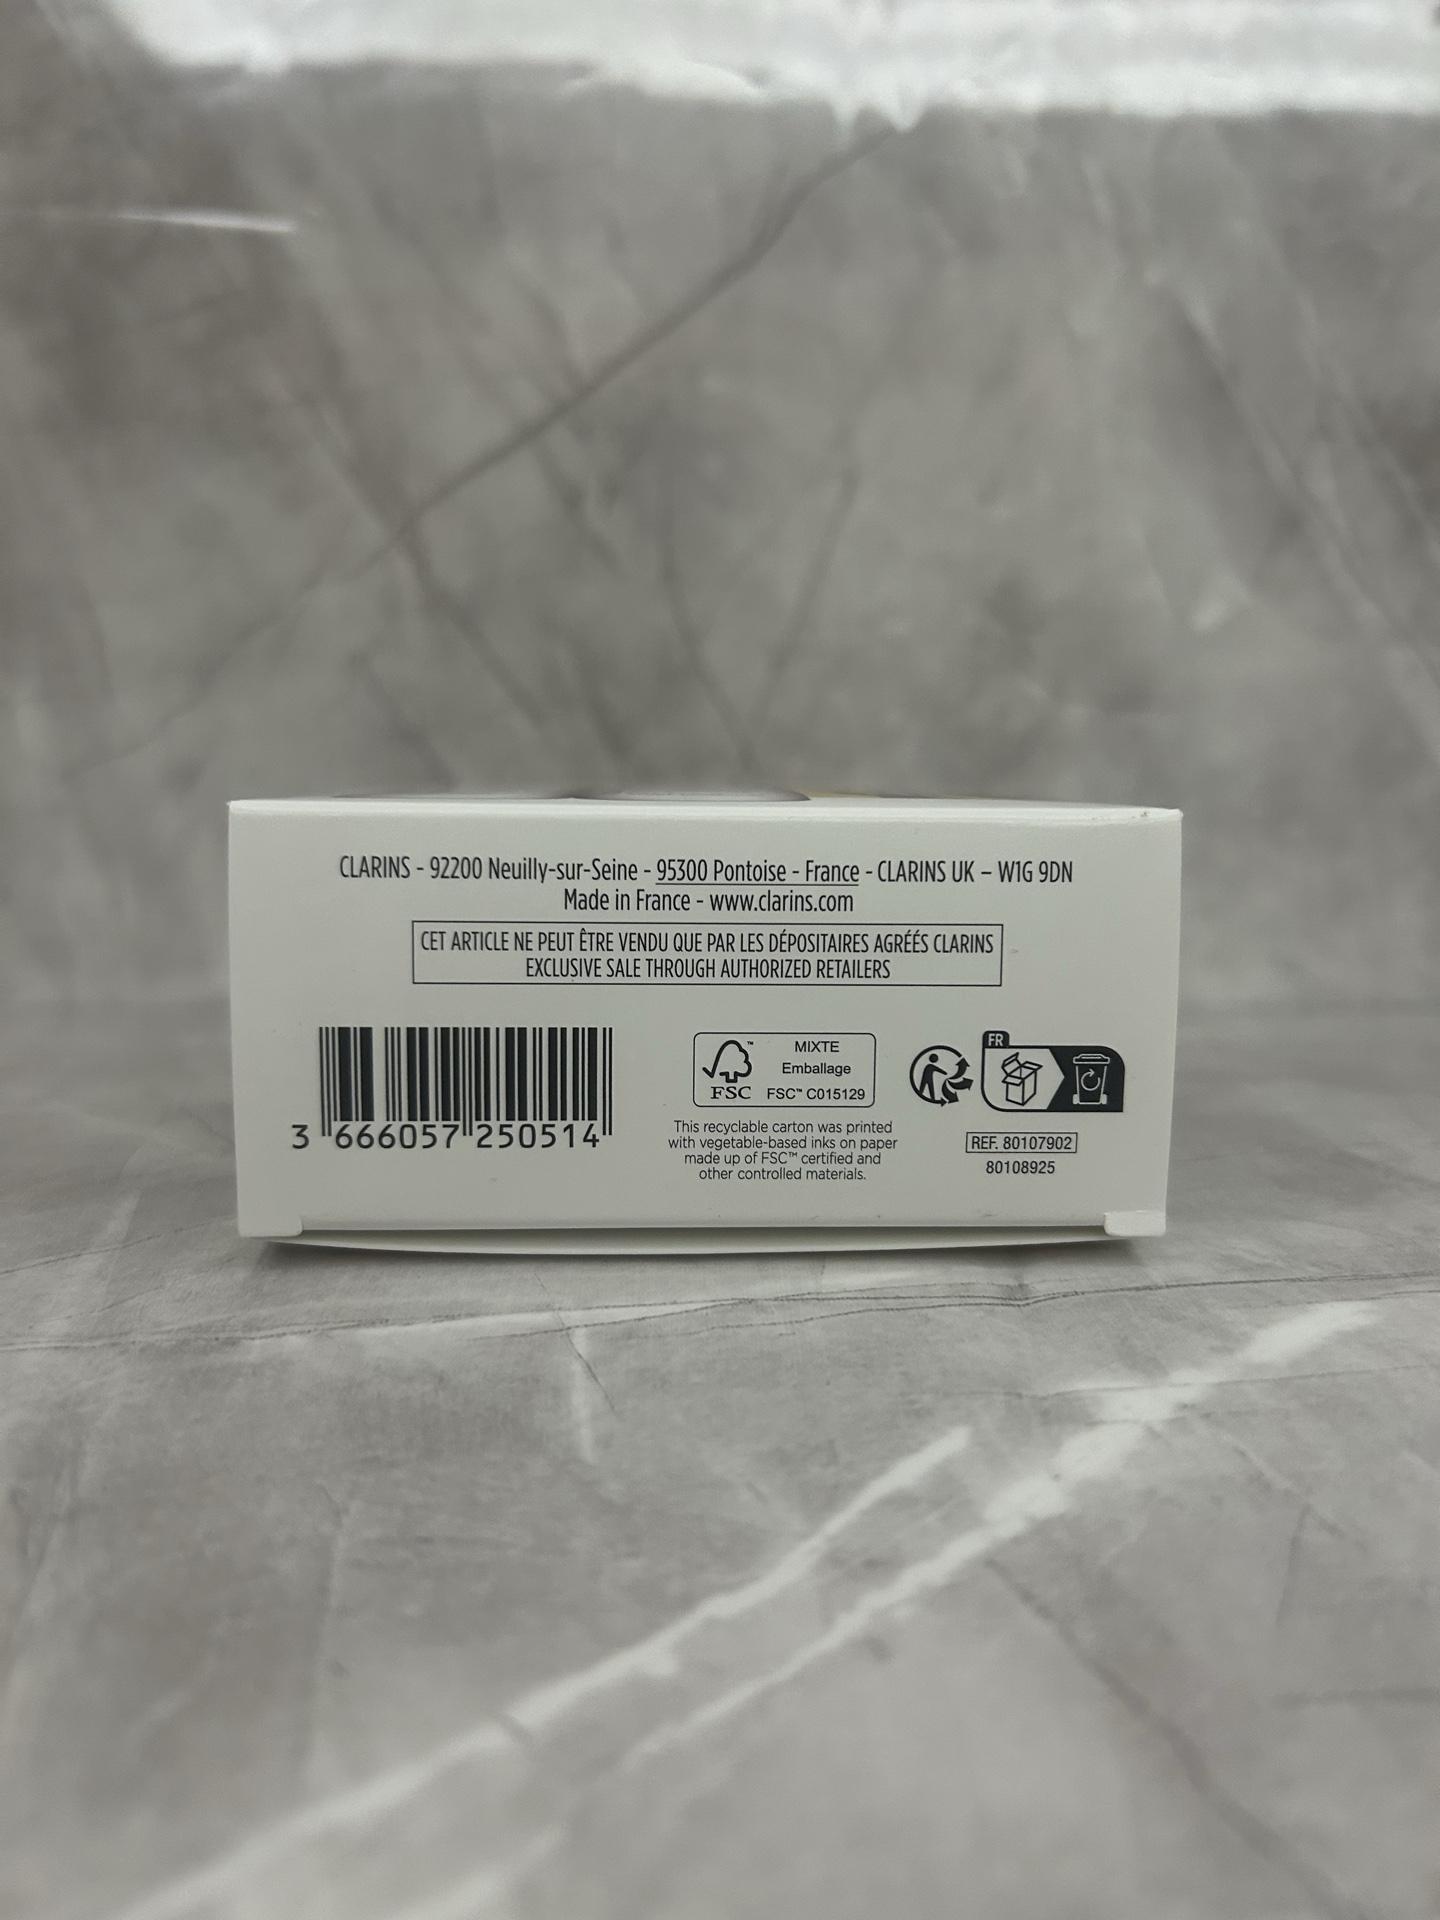 CLARINS - 92200 Neuilly-sur-Seine - 95300 Pontoise - France - CLARINS UK – W1G 9DN
Made in France - www.clarins.com
CET ARTICLE NE PEUT ÊTRE VENDU QUE PAR LES DÉPOSITAIRES AGRÉÉS CLARINS
EXCLUSIVE SALE THROUGH AUTHORIZED RETAILERS
3 666057 250514
FSC™
MIXTE
Emballage
FSC™ C015129
This recyclable carton was printed
with vegetable-based inks on paper
made up of FSC™ certified and
other controlled materials.
FR
REF. 80107902
80108925